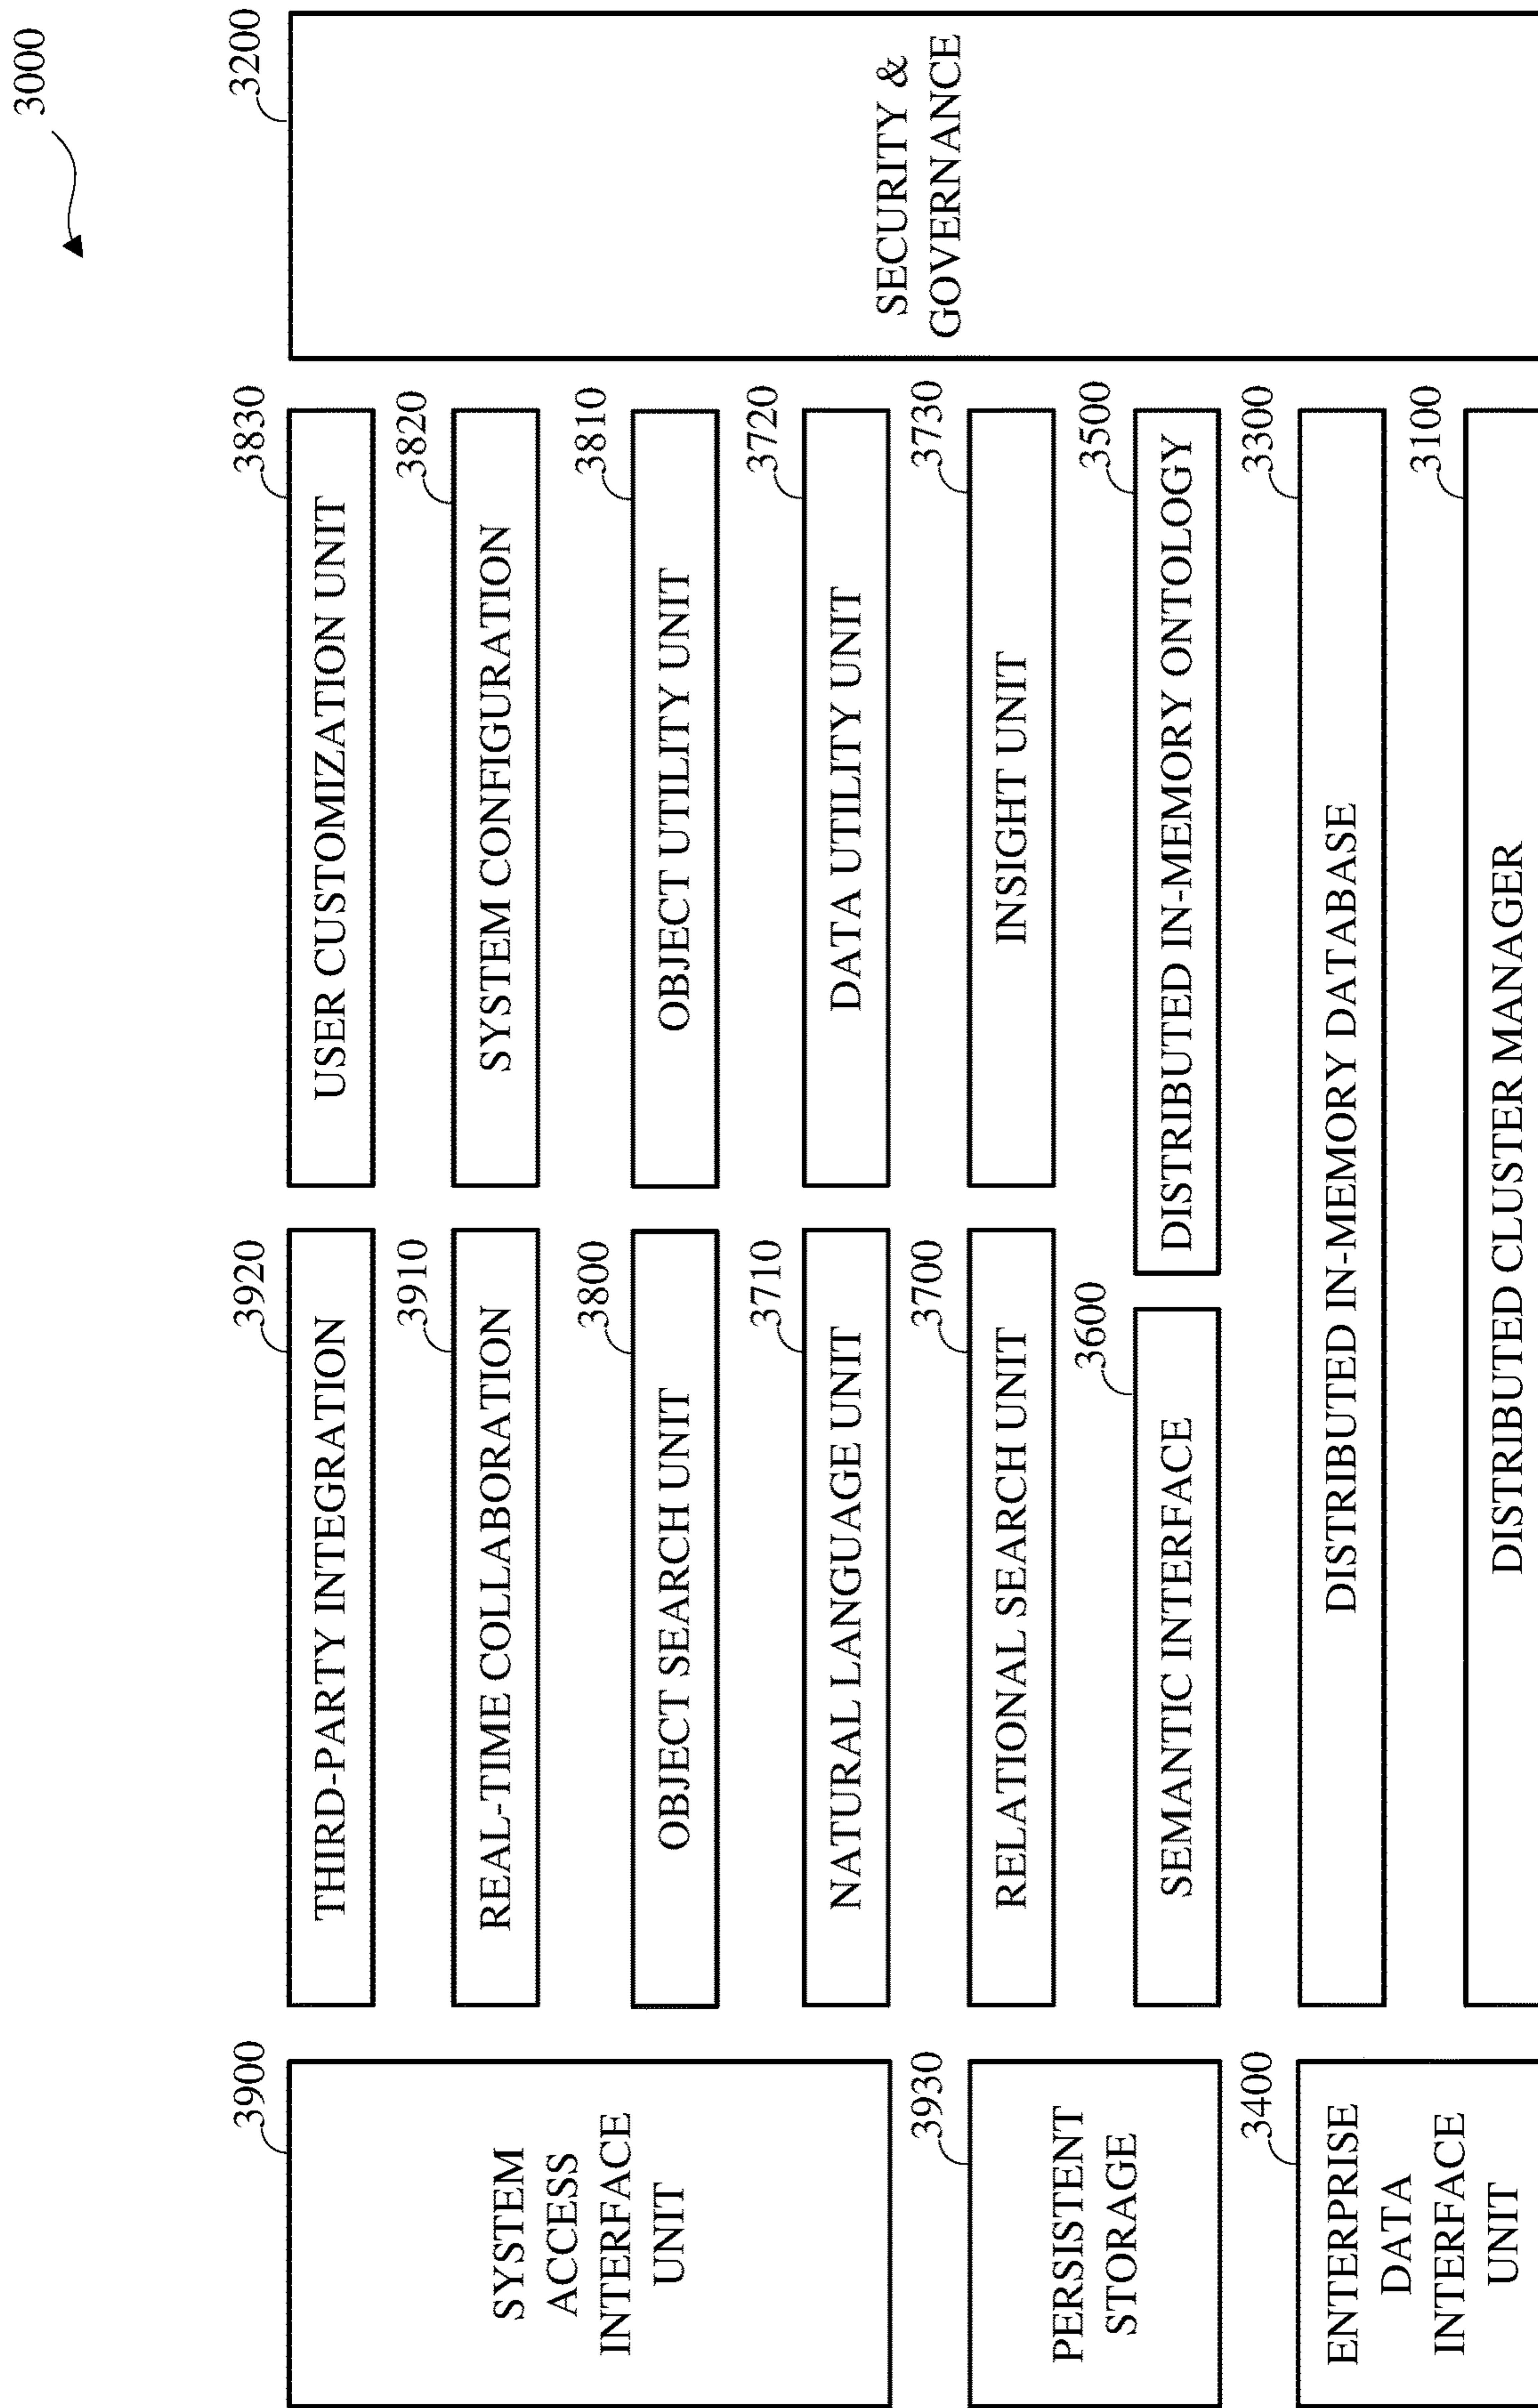 3000
3900
SYSTEM
ACCESS
INTERFACE
UNIT
3920
THIRD-PARTY INTEGRATION
3830
USER CUSTOMIZATION UNIT
3200
SECURITY &
GOVERNANCE
3910
REAL-TIME COLLABORATION
3820
SYSTEM CONFIGURATION
3800
OBJECT SEARCH UNIT
3810
OBJECT UTILITY UNIT
3710
NATURAL LANGUAGE UNIT
3720
DATA UTILITY UNIT
3930
PERSISTENT
STORAGE
3700
RELATIONAL SEARCH UNIT
3730
INSIGHT UNIT
3600
SEMANTIC INTERFACE
3500
DISTRIBUTED IN-MEMORY ONTOLOGY
3400
ENTERPRISE
DATA
INTERFACE
UNIT
3300
DISTRIBUTED IN-MEMORY DATABASE
3100
DISTRIBUTED CLUSTER MANAGER